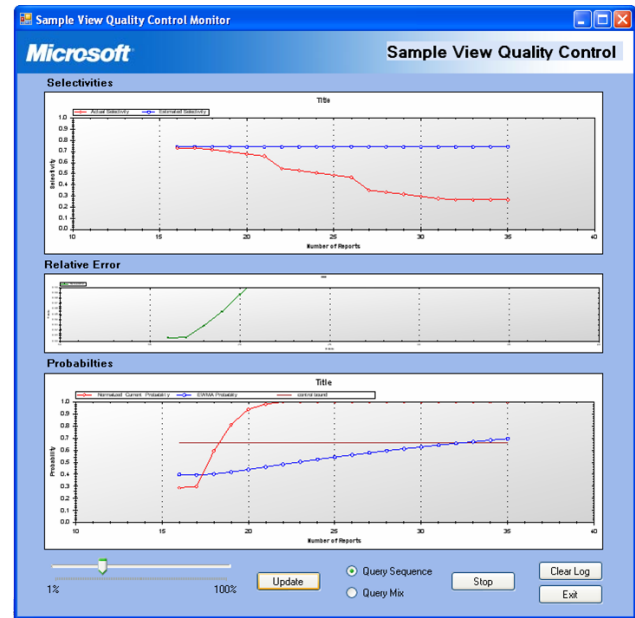 Sample View Quality Control Monitor
Microsoft
Sample View Quality Control
Selectivities
Title
Actual Selectivity Estimated Selectivity
1.0
0.9
0.8
0.7
0.6
0.5
0.4
0.3
0.2
0.1
0.0
Selectivity
10 15 20 25 30 35 40
Number of Reports
Relative Error
Probabilties
Title
Normalized Current Probability EWMA Probability control bound
1.0
0.9
0.8
0.7
0.6
0.5
0.4
0.3
0.2
0.1
0.0
Probability
10 15 20 25 30 35 40
Number of Reports
1% 100%
Update
Query Sequence
Query Mix
Stop
Clear Log
Exit